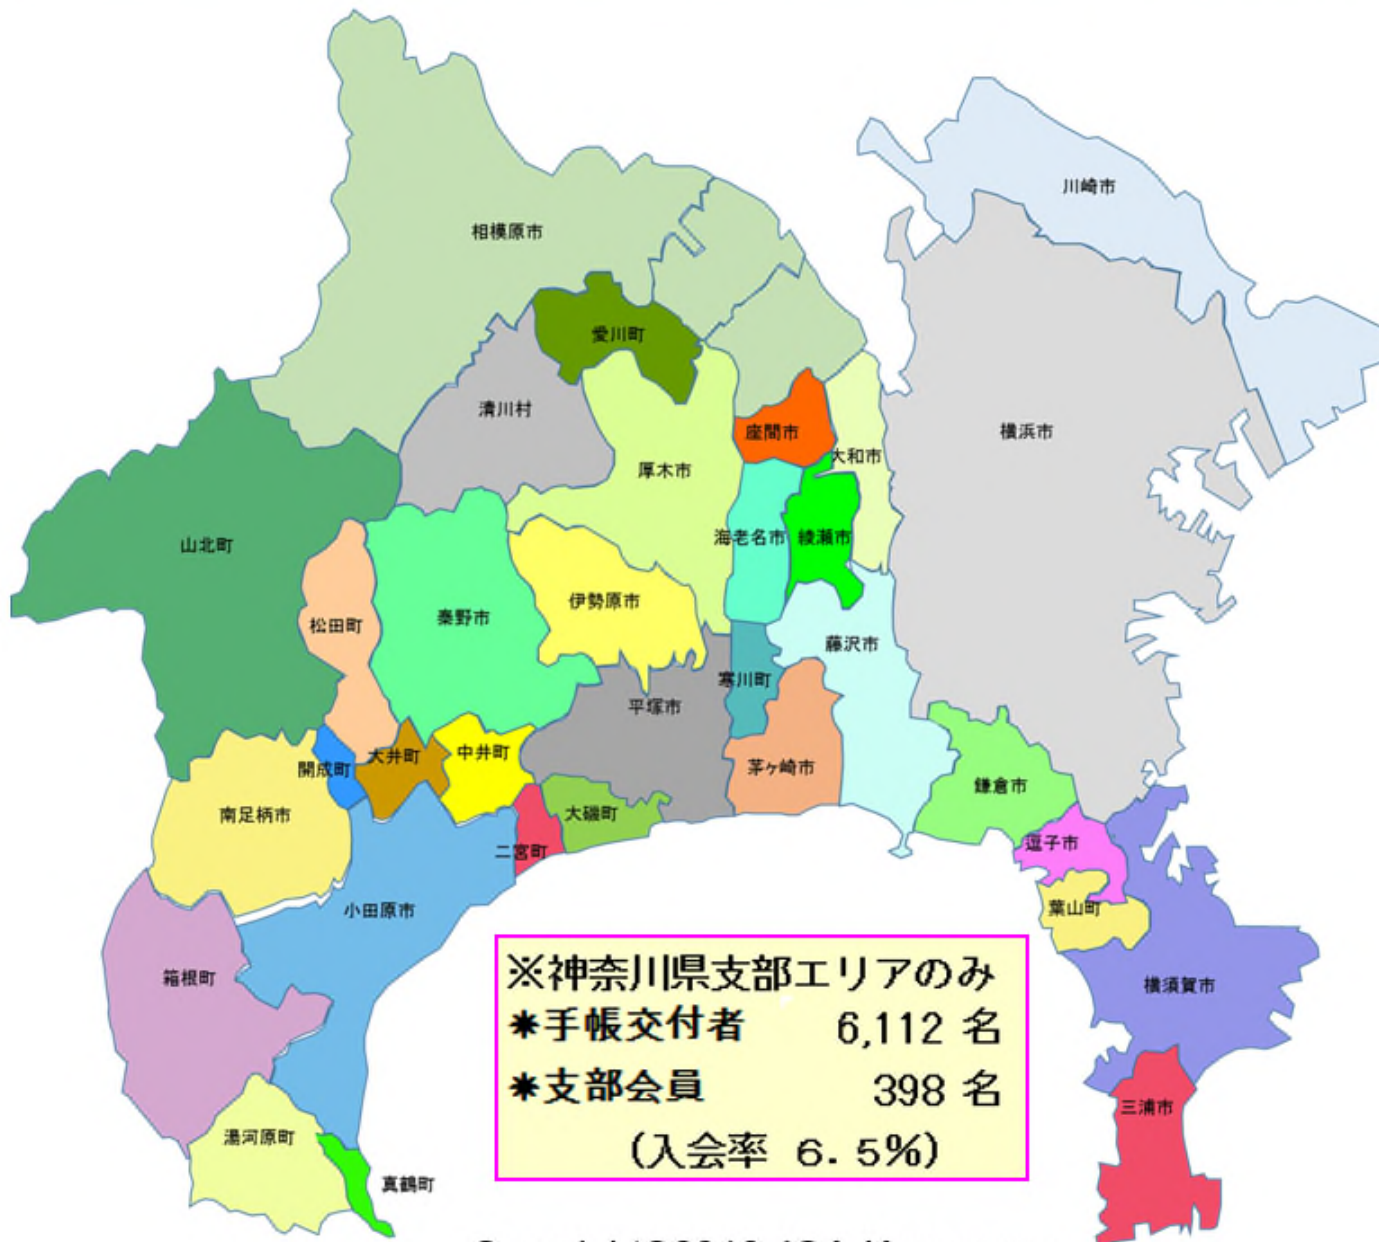 川崎市
相模原市
愛川町
清川村
横浜市
座間市
大和市
厚木市
海老名市
綾瀬市
山北町
伊勢原市
秦野市
松田町
藤沢市
寒川町
平塚市
大井町
中井町
開成町
茅ヶ崎市
鎌倉市
南足柄市
大磯町
逗子市
二宮町
小田原市
葉山町
箱根町
横須賀市
※神奈川県支部エリアのみ
✷手帳交付者 6,112 名
✷支部会員 398 名
(入会率 6.5%)
三浦市
湯河原町
真鶴町